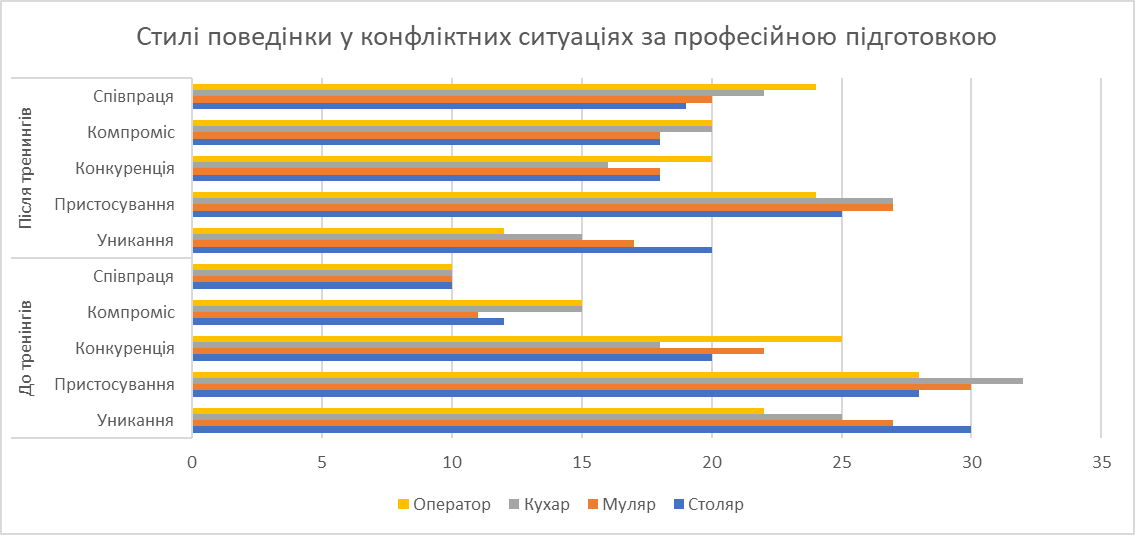 Стилі поведінки у конфліктних ситуаціях за професійною підготовкою
Після тренингів
Співпраця
Компроміс
Конкуренція
Пристосування
Уникання
До тренінгів
Співпраця
Компроміс
Конкуренція
Пристосування
Уникання
0 5 10 15 20 25 30 35
Оператор Кухар Муляр Столяр